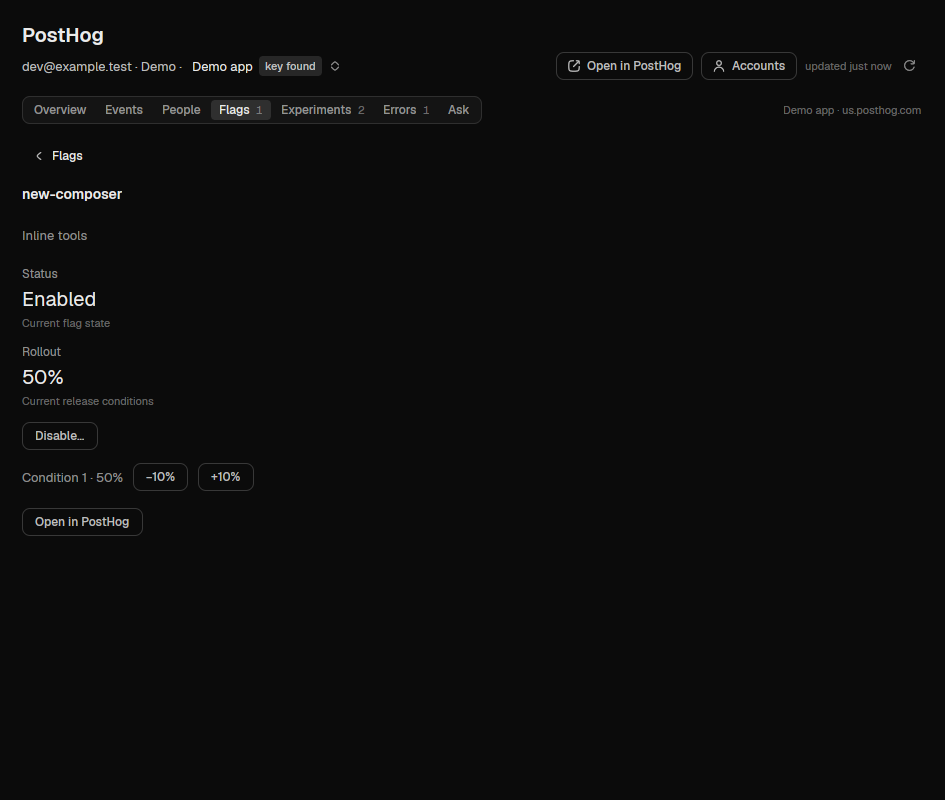 PostHog
dev@example.test · Demo · Demo app key found
Open in PostHog Accounts updated just now
Overview Events People Flags 1 Experiments 2 Errors 1 Ask
Demo app · us.posthog.com
Flags
new-composer
Inline tools
Status
Enabled
Current flag state
Rollout
50%
Current release conditions
Disable...
Condition 1 · 50% −10% +10%
Open in PostHog